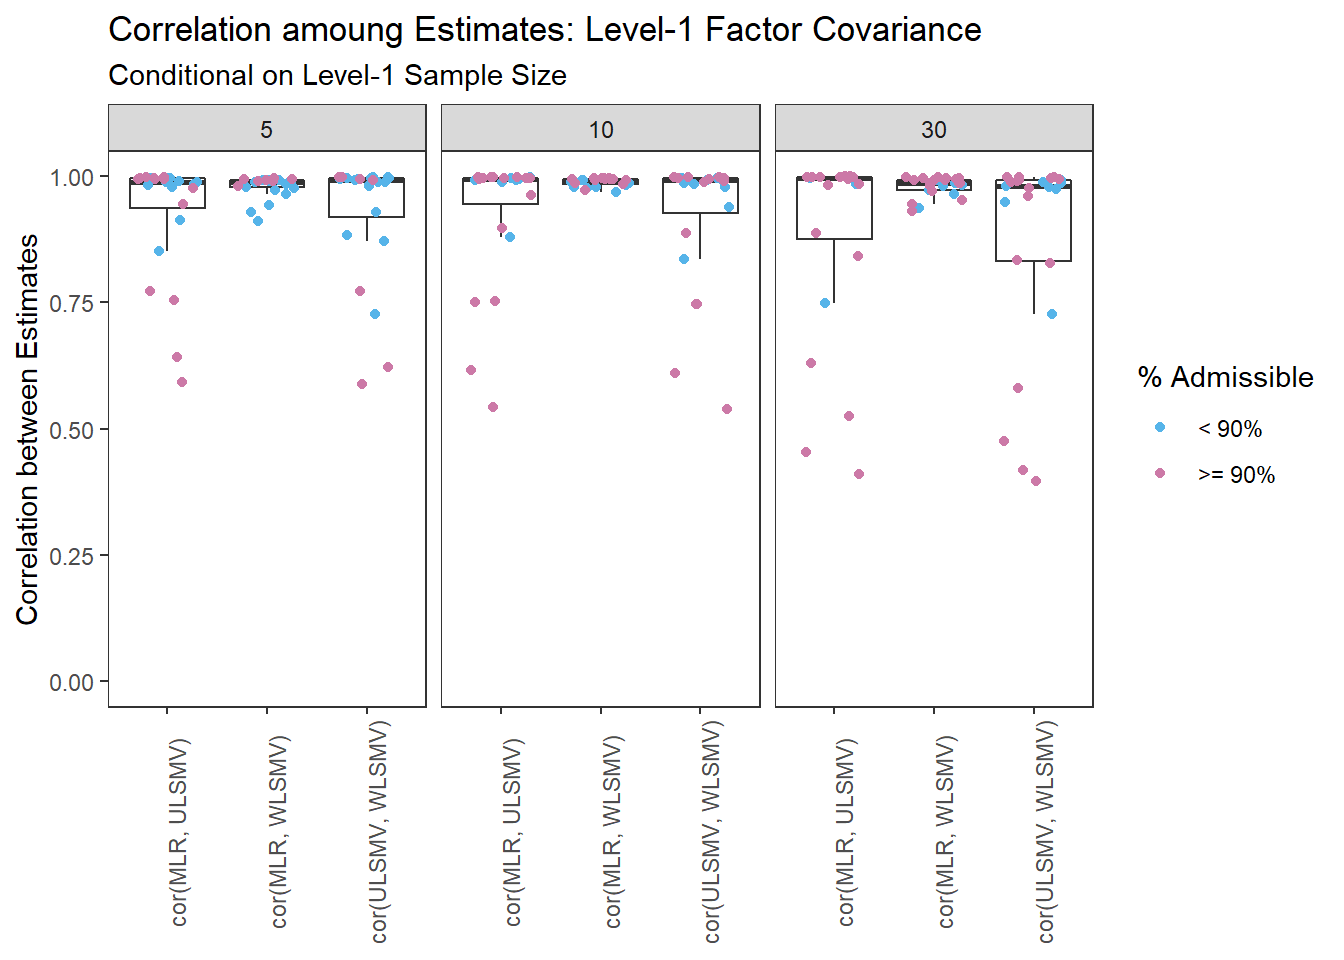 Correlation amoung Estimates: Level-1 Factor Covariance
Conditional on Level-1 Sample Size
5
10
30
Correlation between Estimates
1.00
0.75
0.50
0.25
0.00
cor(MLR, ULSMV)
cor(MLR, WLSMV)
cor(ULSMV, WLSMV)
cor(MLR, ULSMV)
cor(MLR, WLSMV)
cor(ULSMV, WLSMV)
cor(MLR, ULSMV)
cor(MLR, WLSMV)
cor(ULSMV, WLSMV)
% Admissible
< 90%
>= 90%